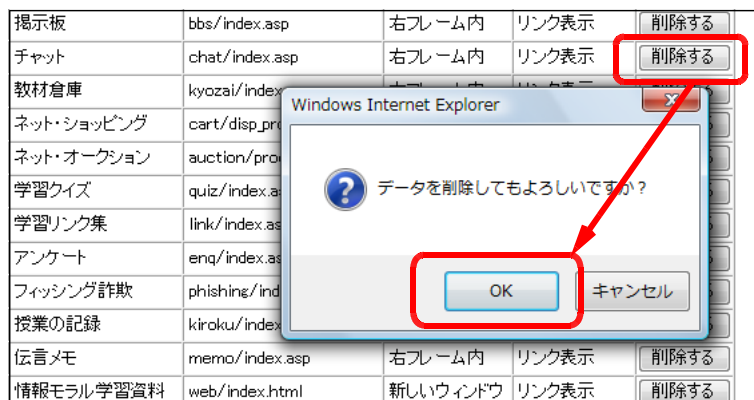 掲示板 bbs/index.asp 右フレーム内 リンク表示 削除する
チャット chat/index.asp 右フレーム内 リンク表示 削除する
教材倉庫 kyozai/index
Windows Internet Explorer
ネット・ショッピング cart/disp_pro
ネット・オークション auction/pro
データを削除してもよろしいですか?
学習クイズ quiz/index.a
学習リンク集 link/index.as
アンケート enq/index.as
フィッシング詐欺 phishing/ind
OK キャンセル
授業の記録 kiroku/index
伝言メモ memo/index.asp 右フレーム内 リンク表示 削除する
情報モラル学習資料 web/index.html 新しいウィンドウ リンク表示 削除する